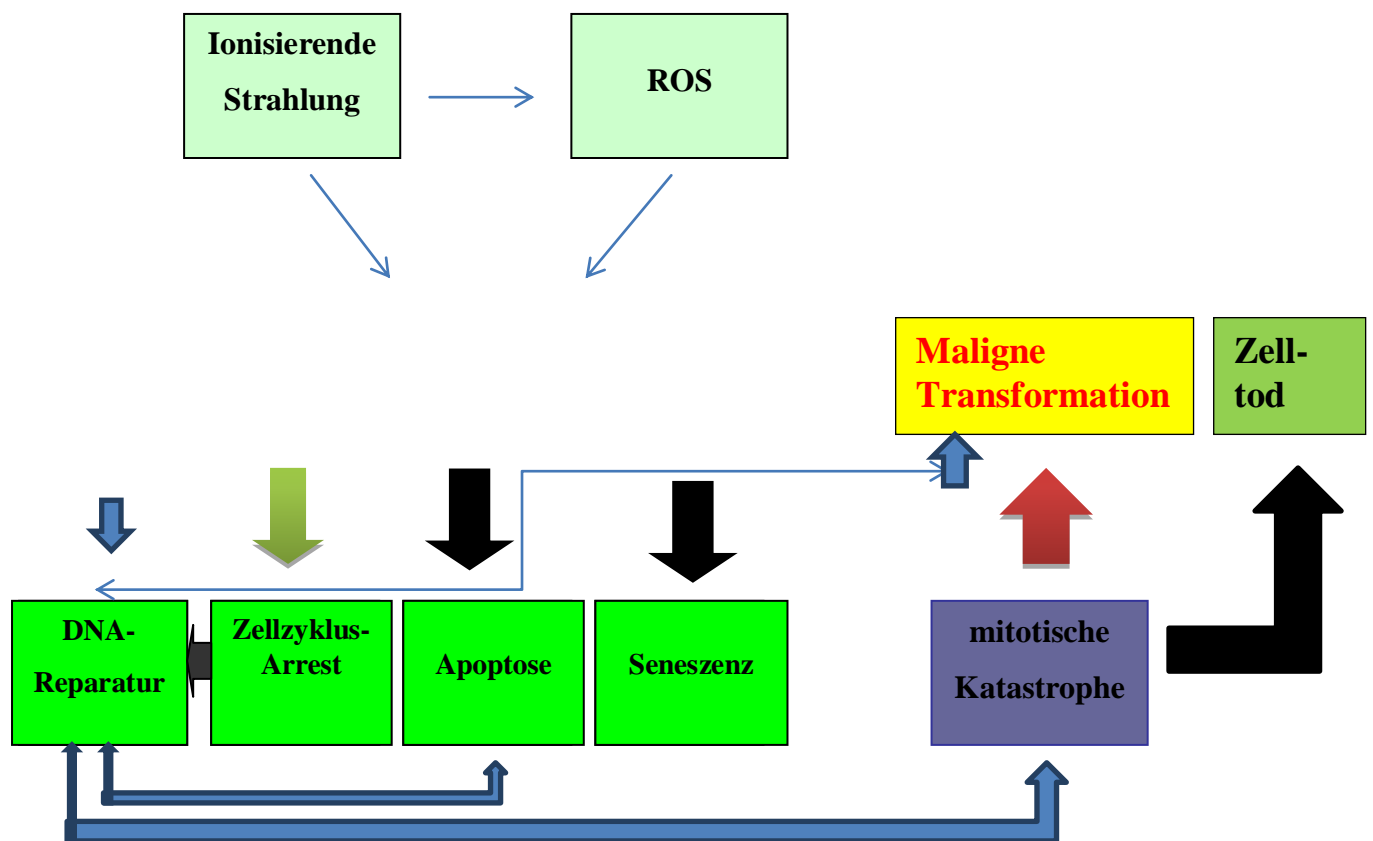 Ionisierende
Strahlung
ROS
Maligne
Transformation
Zell-
tod
DNA-
Reparatur
Zellzyklus-
Arrest
Apoptose
Seneszenz
mitotische
Katastrophe